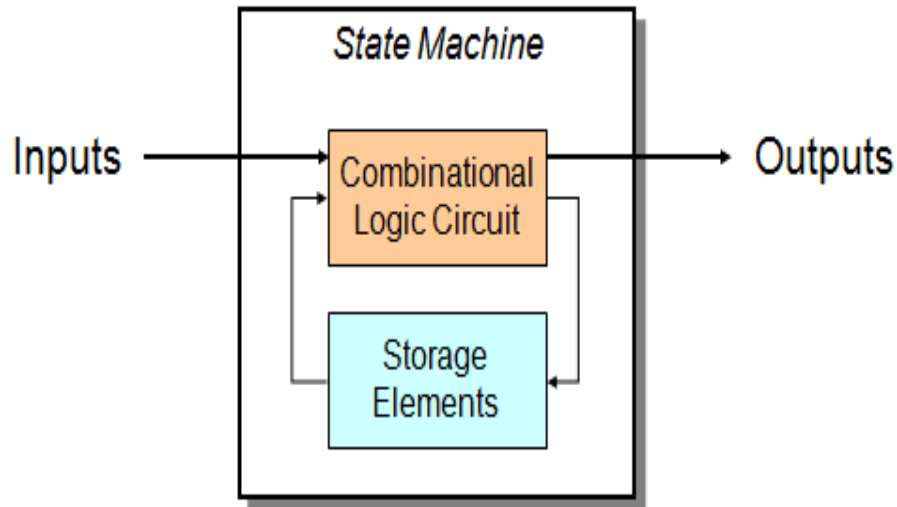 State Machine
Inputs
Combinational
Logic Circuit
Outputs
Storage
Elements